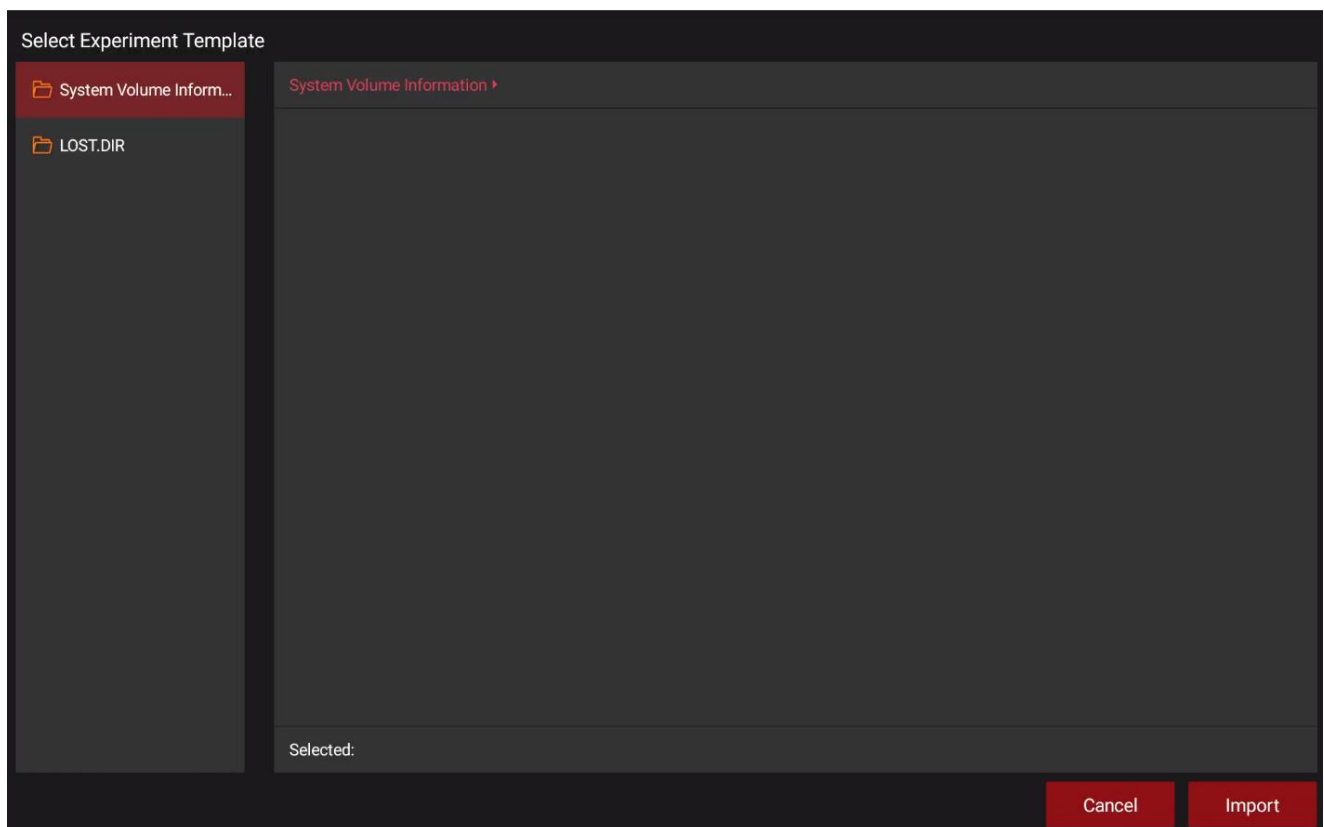 Select Experiment Template
System Volume Inform...
System Volume Information
LOST.DIR
Selected:
Cancel
Import